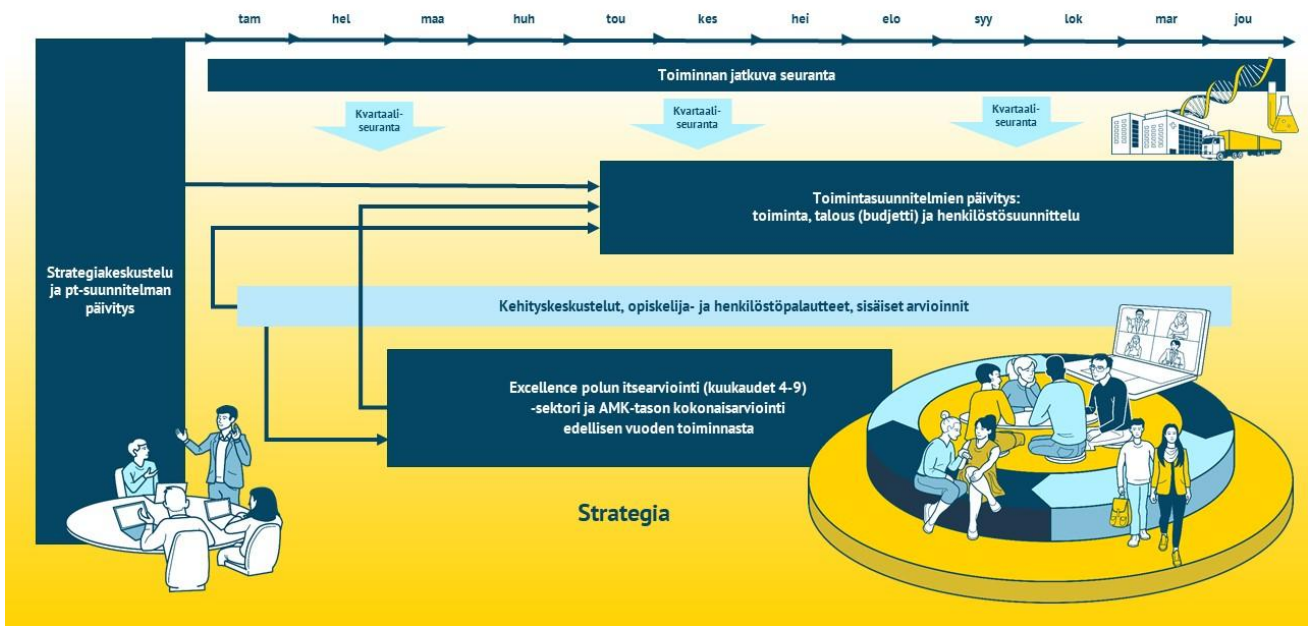 tam hel maa huh tou kes hei elo syy lok mar jou
Toiminnan jatkuva seuranta
Kvartaali-
seuranta
Kvartaali-
seuranta
Kvartaali-
seuranta
Toimintasuunnitelmien päivitys:
toiminta, talous (budjetti) ja henkilöstösuunnittelu
Strategiakeskustelu
ja pt-suunnitelman
päivitys
Kehityskeskustelut, opiskelija- ja henkilöstöpalautteet, sisäiset arvioinnit
Excellence polun itsearviointi (kuukaudet 4-9)
-sektori ja AMK-tason kokonaisarviointi
edellisen vuoden toiminnasta
Strategia